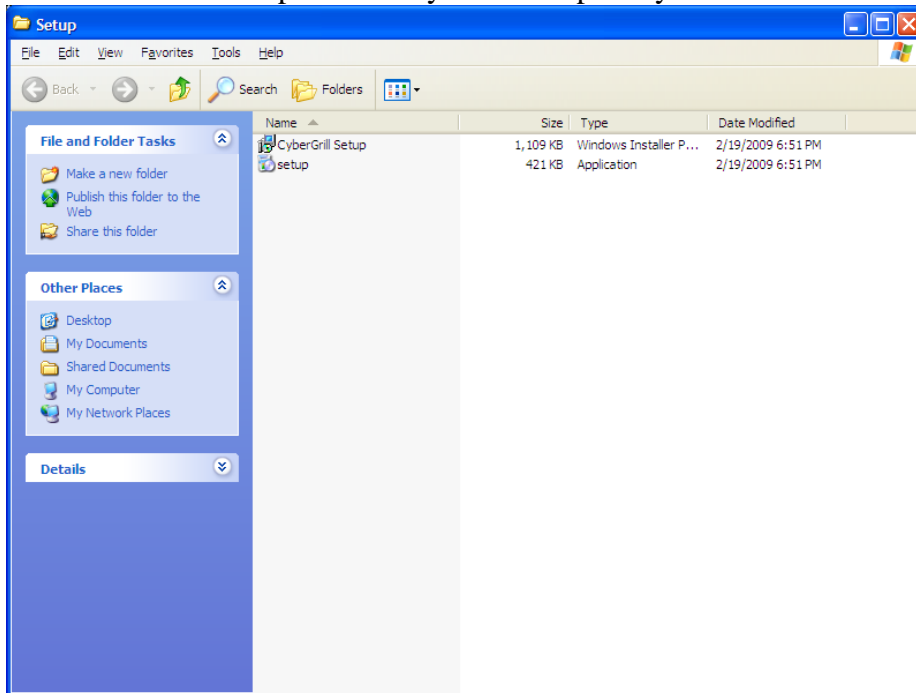 Setup
File Edit View Favorites Tools Help
Back Search Folders
Name Size Type Date Modified
CyberGrill Setup 1,109 KB Windows Installer P... 2/19/2009 6:51 PM
setup 421 KB Application 2/19/2009 6:51 PM
File and Folder Tasks
Make a new folder
Publish this folder to the
Web
Share this folder
Other Places
Desktop
My Documents
Shared Documents
My Computer
My Network Places
Details